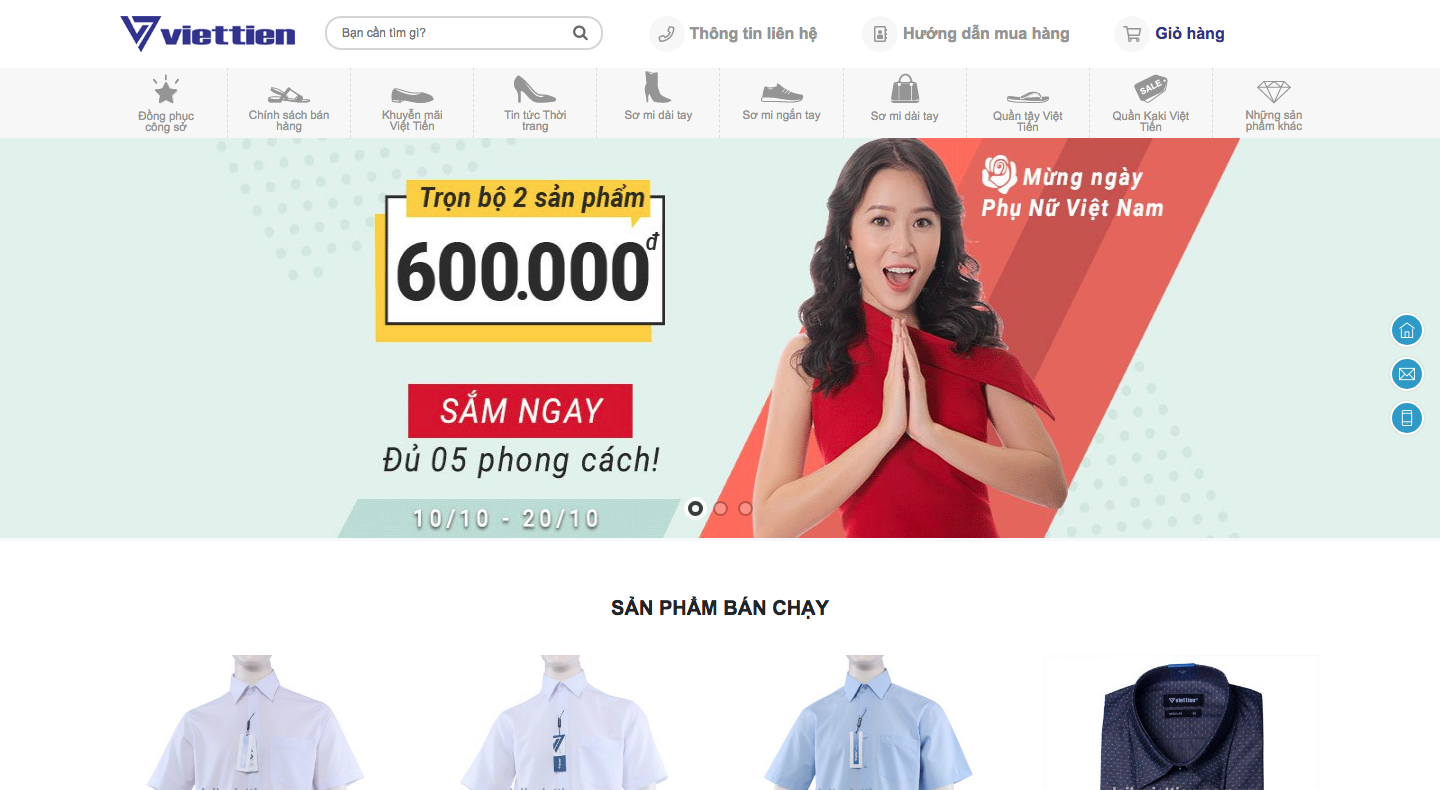 viettien
Bạn cần tìm gì?
Thông tin liên hệ
Hướng dẫn mua hàng
Giỏ hàng
Đồng phục
công sở
Chính sách bán
hàng
Khuyến mãi
Việt Tiến
Tin tức Thời
trang
Sơ mi dài tay
Sơ mi ngắn tay
Sơ mi dài tay
Quần tây Việt
Tiến
SALE
Quần Kaki Việt
Tiến
Những sản
phẩm khác
Trọn bộ 2 sản phẩm
600.000đ
SẮM NGAY
Đủ 05 phong cách!
10/10 - 20/10
Mừng ngày
Phụ Nữ Việt Nam
SẢN PHẨM BÁN CHẠY
viettien